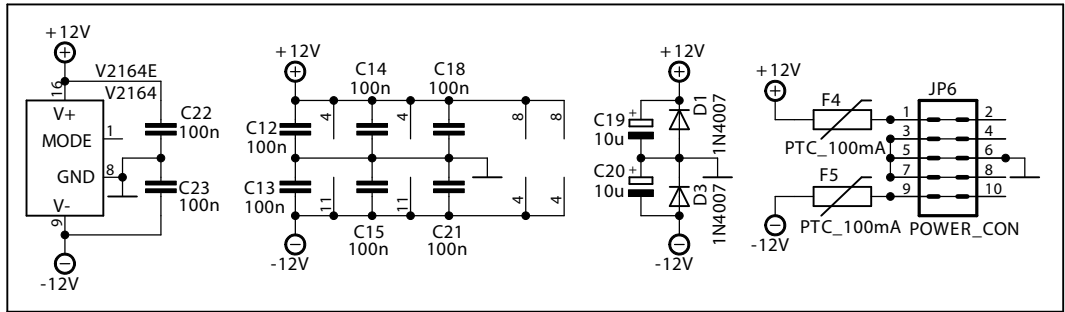 +12V
16
V2164E
V2164
V+
MODE
1
GND
8
V-
9
-12V
C22
100n
C23
100n
+12V
C14
100n
C18
100n
4
4
8
8
C12
100n
C13
100n
11
11
4
4
C15
100n
C21
100n
-12V
+12V
C19
10u
+
D1
1N4007
C20
10u
+
D3
1N4007
-12V
+12V
F4
PTC_100mA
F5
PTC_100mA
-12V
JP6
1 2
3 4
5 6
7 8
9 10
POWER_CON